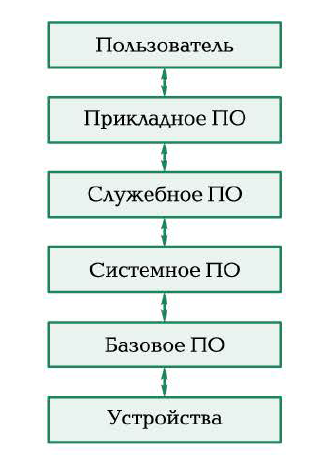 Пользователь
Прикладное ПО
Служебное ПО
Системное ПО
Базовое ПО
Устройства